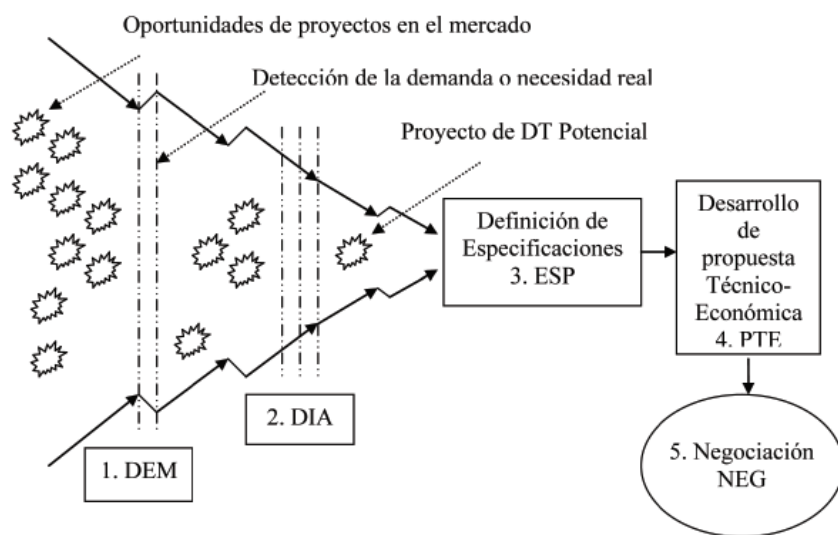 Oportunidades de proyectos en el mercado
Detección de la demanda o necesidad real
Proyecto de DT Potencial
Definición de
Especificaciones
3. ESP
Desarrollo
de
propuesta
Técnico-
Económica
4. PTE
2. DIA
1. DEM
5. Negociación
NEG